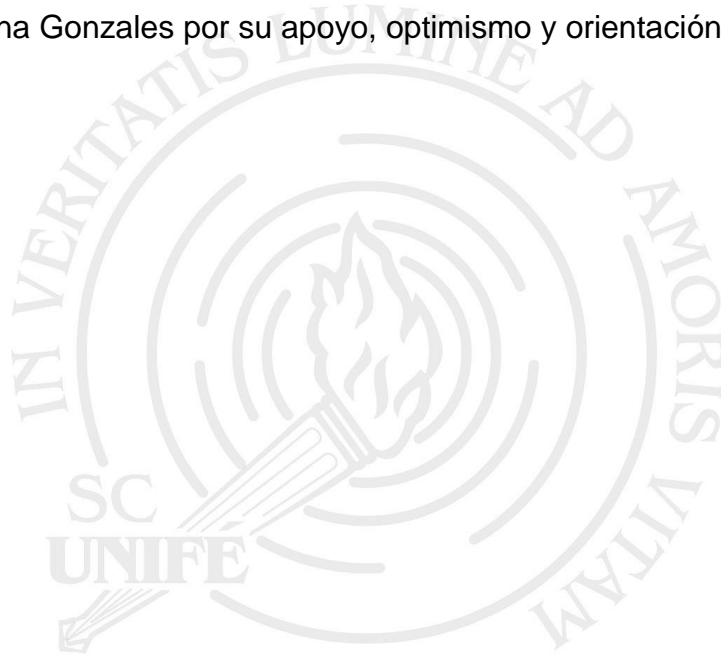 na Gonzales por su apoyo, optimismo y orientación
IN VERITATIS LUMINE AD AMORIS VITAM
SC
UNIFE